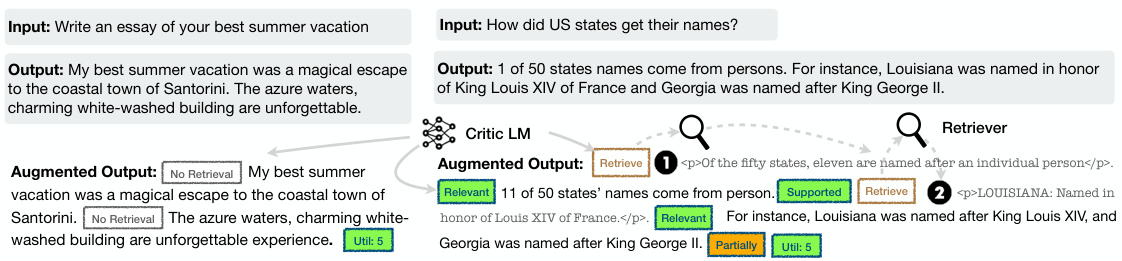 Input: Write an essay of your best summer vacation
Output: My best summer vacation was a magical escape
to the coastal town of Santorini. The azure waters,
charming white-washed building are unforgettable.
Input: How did US states get their names?
Output: 1 of 50 states names come from persons. For instance, Louisiana was named in honor
of King Louis XIV of France and Georgia was named after King George II.
Critic LM
Retriever
Augmented Output: No Retrieval My best summer
vacation was a magical escape to the coastal town of
Santorini. No Retrieval The azure waters, charming white-
washed building are unforgettable experience. Util: 5
Augmented Output: Retrieve 1 <p>Of the fifty states, eleven are named after an individual person</p>.
Relevant 11 of 50 states’ names come from person. Supported Retrieve 2 <p>LOUISIANA: Named in
honor of Louis XIV of France.</p>. Relevant For instance, Louisiana was named after King Louis XIV, and
Georgia was named after King George II. Partially Util: 5